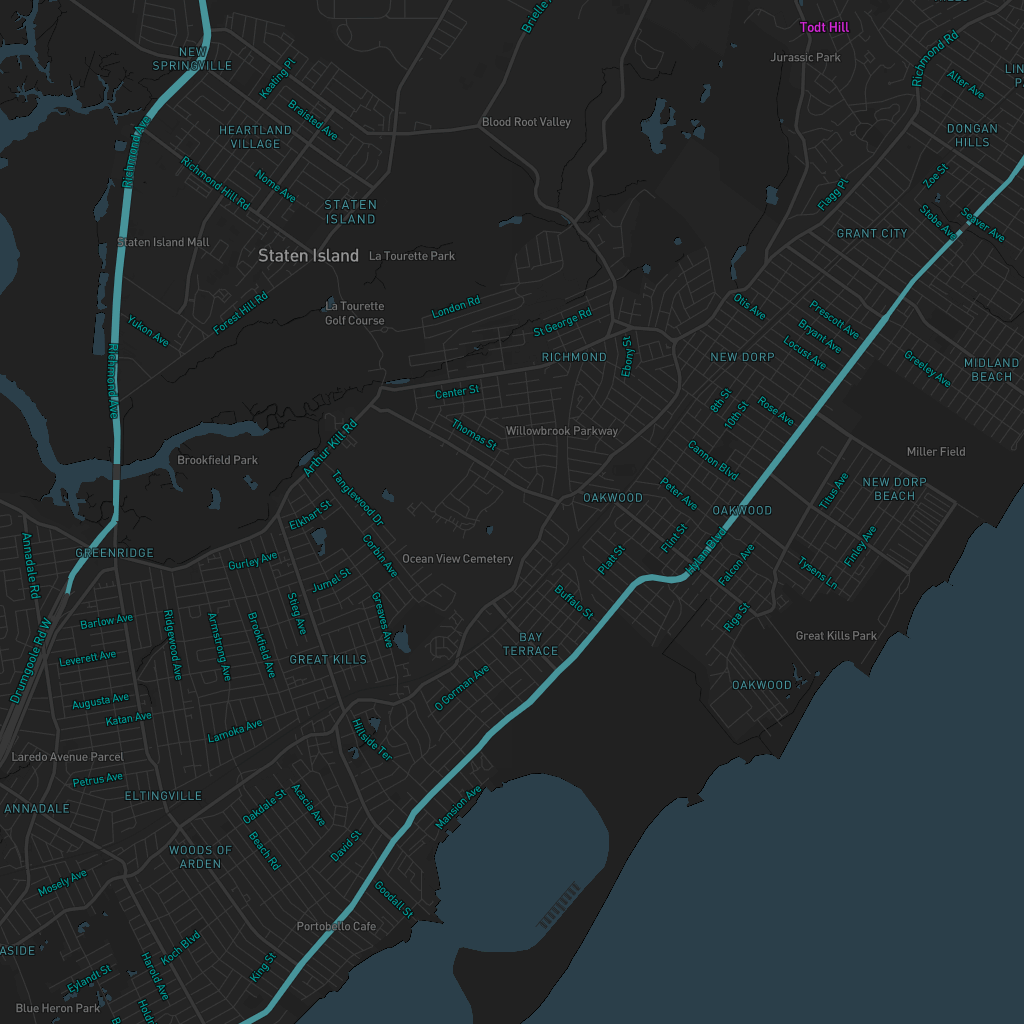 Brielle
Todt Hill
NEW
SPRINGVILLE
Jurassic Park
Richmond Rd
Keating Pl
Alter Ave
Braisted Ave
Blood Root Valley
HEARTLAND
VILLAGE
DONGAN
HILLS
Richmond Ave
Richmond Hill Rd
Nome Ave
Zoe St
Flagg Pl
STATEN
ISLAND
Slobe Ave
Seaver Ave
GRANT CITY
Staten Island Mall
Staten Island
La Tourette Park
La Tourette
Golf Course
London Rd
Forest Hill Rd
Otis Ave
Prescott Ave
St George Rd
Yukon Ave
Bryant Ave
Locust Ave
Ebony St
RICHMOND
NEW DORP
Greeley Ave
MIDLAND
BEACH
Richmond Ave
Center St
8th St
10th St
Rose Ave
Thomas St
Willowbrook Parkway
Arthur Kill Rd
Brookfield Park
Cannon Blvd
Miller Field
Tanglewood Dr
Peter Ave
OAKWOOD
Titus Ave
NEW DORP
BEACH
OAKWOOD
Elkhart St
Flint St
Hylan Blvd
Finley Ave
Annadale Rd
GREENRIDGE
Gurley Ave
Corbin Ave
Ocean View Cemetery
Platt St
Falcon Ave
Tysens Ln
Jumel St
Buffalo St
Stieg Ave
Greaves Ave
Riga St
Barlow Ave
Ridgewood Ave
Armstrong Ave
Brookfield Ave
BAY
TERRACE
Great Kills Park
Drumgoole Rd W
Leverett Ave
GREAT KILLS
O Gorman Ave
OAKWOOD
Augusta Ave
Katan Ave
Lamoka Ave
Hillside Ter
Laredo Avenue Parcel
Petrus Ave
ELTINGVILLE
Oakdale St
Acacia Ave
Mansion Ave
ANNADALE
WOODS OF
ARDEN
Beach Rd
David St
Mosely Ave
Goodall St
Portobello Cafe
ASIDE
Koch Blvd
Harold Ave
King St
Eylandt St
Blue Heron Park